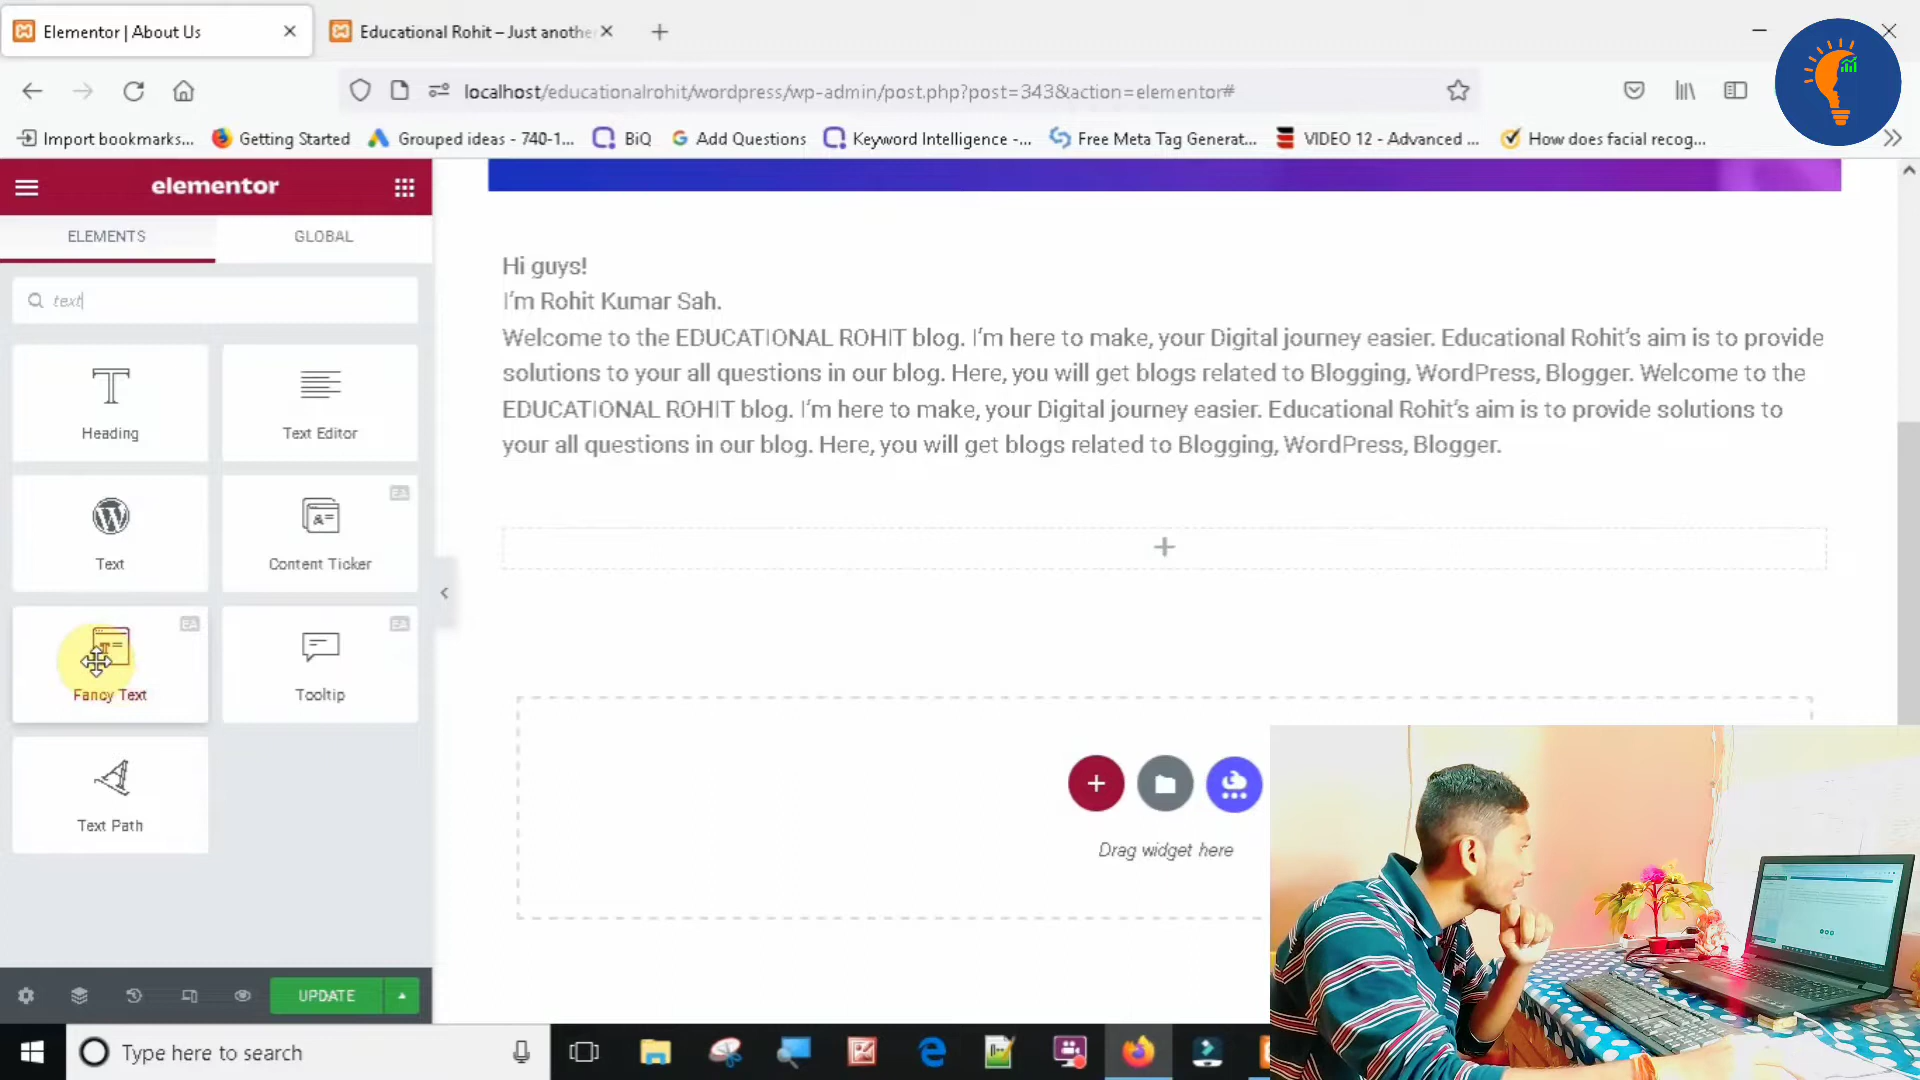 Elementor | About Us
Educational Rohit – Just anothe
localhost/educationalrohit/wordpress/wp-admin/post.php?post=343&action=elementor#
Import bookmarks... Getting Started Grouped ideas - 740-1... BiQ Add Questions Keyword Intelligence -... Free Meta Tag Generat... VIDEO 12 - Advanced ... How does facial recog...
elementor
ELEMENTS GLOBAL
text
Heading Text Editor
Text Content Ticker
EA
Fancy Text Tooltip
EA EA
Text Path
UPDATE
Hi guys!
I'm Rohit Kumar Sah.
Welcome to the EDUCATIONAL ROHIT blog. I'm here to make, your Digital journey easier. Educational Rohit's aim is to provide
solutions to your all questions in our blog. Here, you will get blogs related to Blogging, WordPress, Blogger. Welcome to the
EDUCATIONAL ROHIT blog. I'm here to make, your Digital journey easier. Educational Rohit's aim is to provide solutions to
your all questions in our blog. Here, you will get blogs related to Blogging, WordPress, Blogger.
Drag widget here
Type here to search